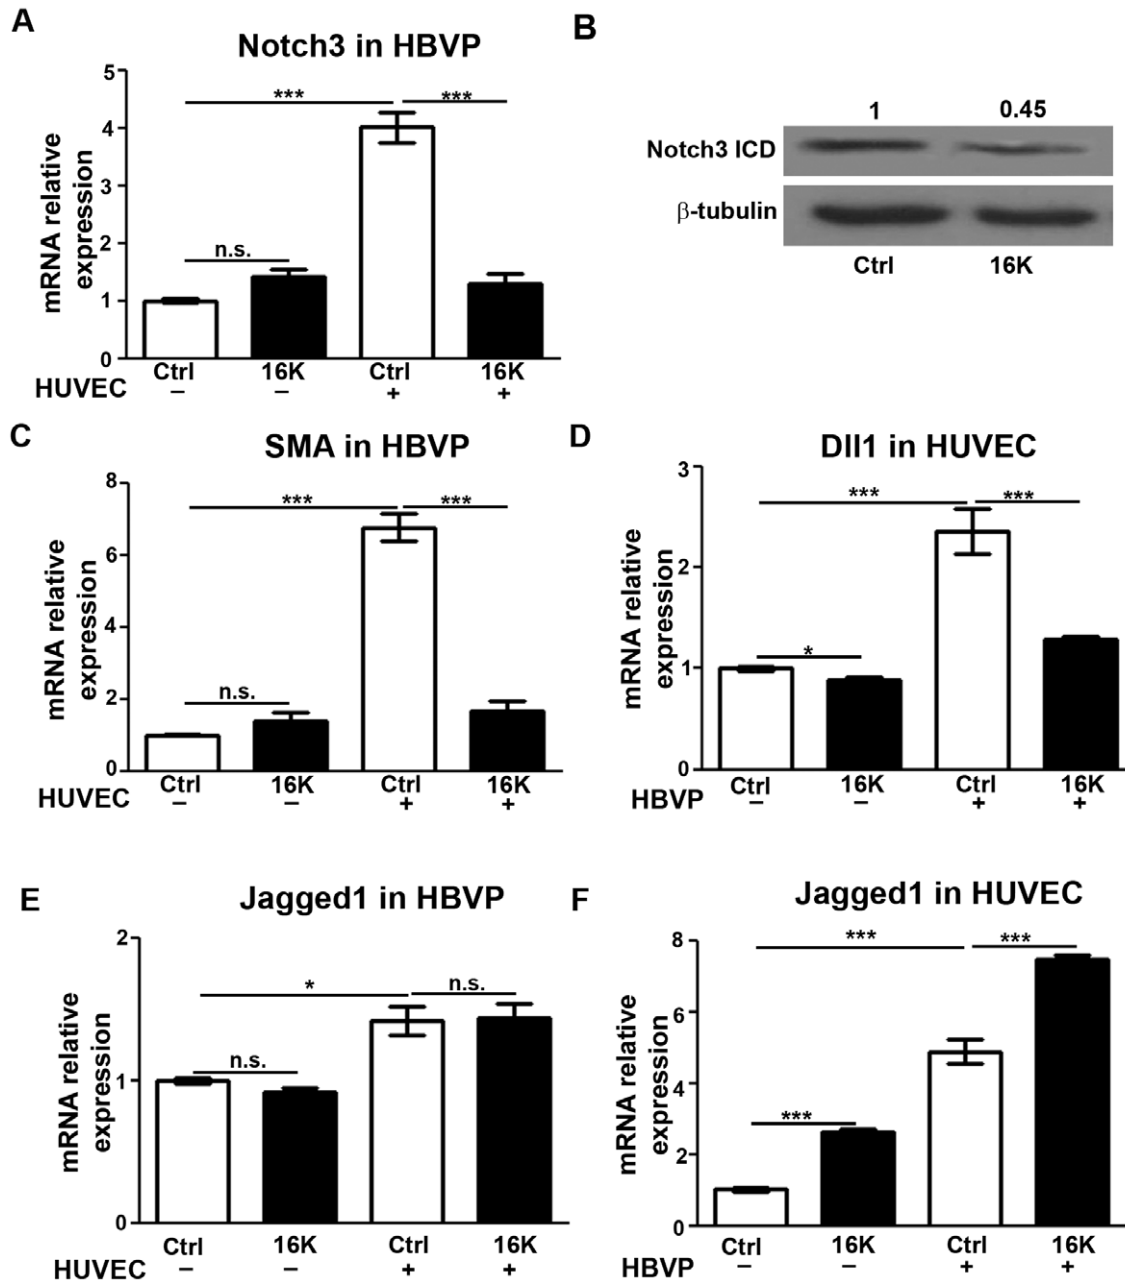 A
Notch3 in HBVP
mRNA relative
expression
5
4
3
2
1
0
***
***
n.s.
Ctrl 16K Ctrl 16K
HUVEC – – + +
B
1 0.45
Notch3 ICD
β-tubulin
Ctrl 16K
C
SMA in HBVP
mRNA relative
expression
8
6
4
2
0
***
***
n.s.
Ctrl 16K Ctrl 16K
HUVEC – – + +
D
Dll1 in HUVEC
mRNA relative
expression
3
2
1
0
***
***
*
Ctrl 16K Ctrl 16K
HBVP – – + +
E
Jagged1 in HBVP
mRNA relative
expression
2
1
0
*
n.s.
n.s.
Ctrl 16K Ctrl 16K
HUVEC – – + +
F
Jagged1 in HUVEC
mRNA relative
expression
8
6
4
2
0
***
***
***
Ctrl 16K Ctrl 16K
HBVP – – + +